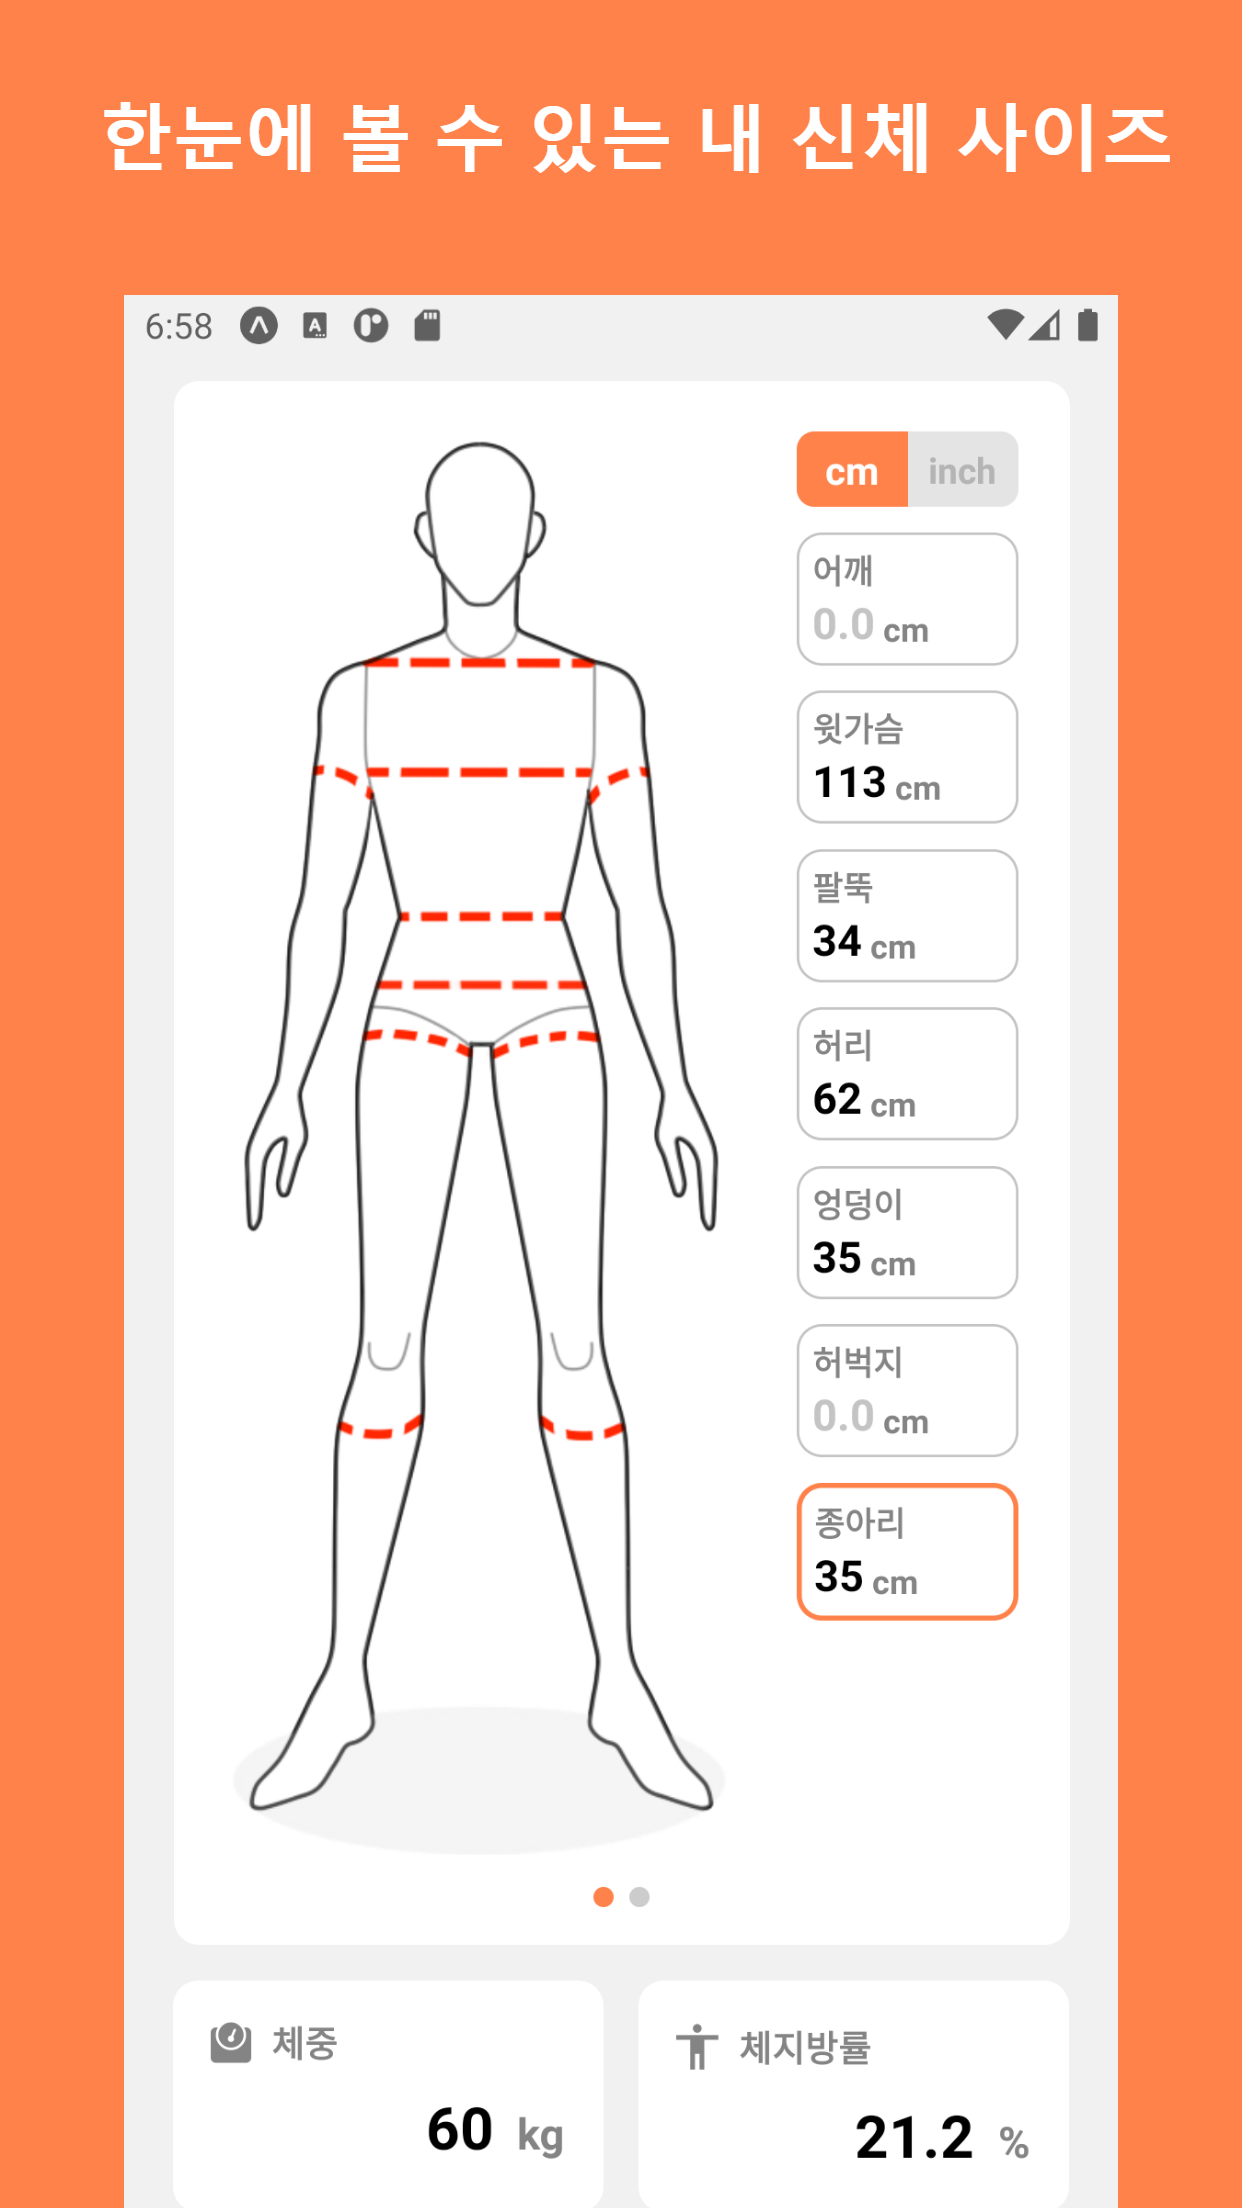 한눈에 볼 수 있는 내 신체 사이즈
6:58
A
cm inch
어깨
0.0 cm
윗가슴
113 cm
팔뚝
34 cm
허리
62 cm
엉덩이
35 cm
허벅지
0.0 cm
종아리
35 cm
체중
60 kg
체지방률
21.2 %